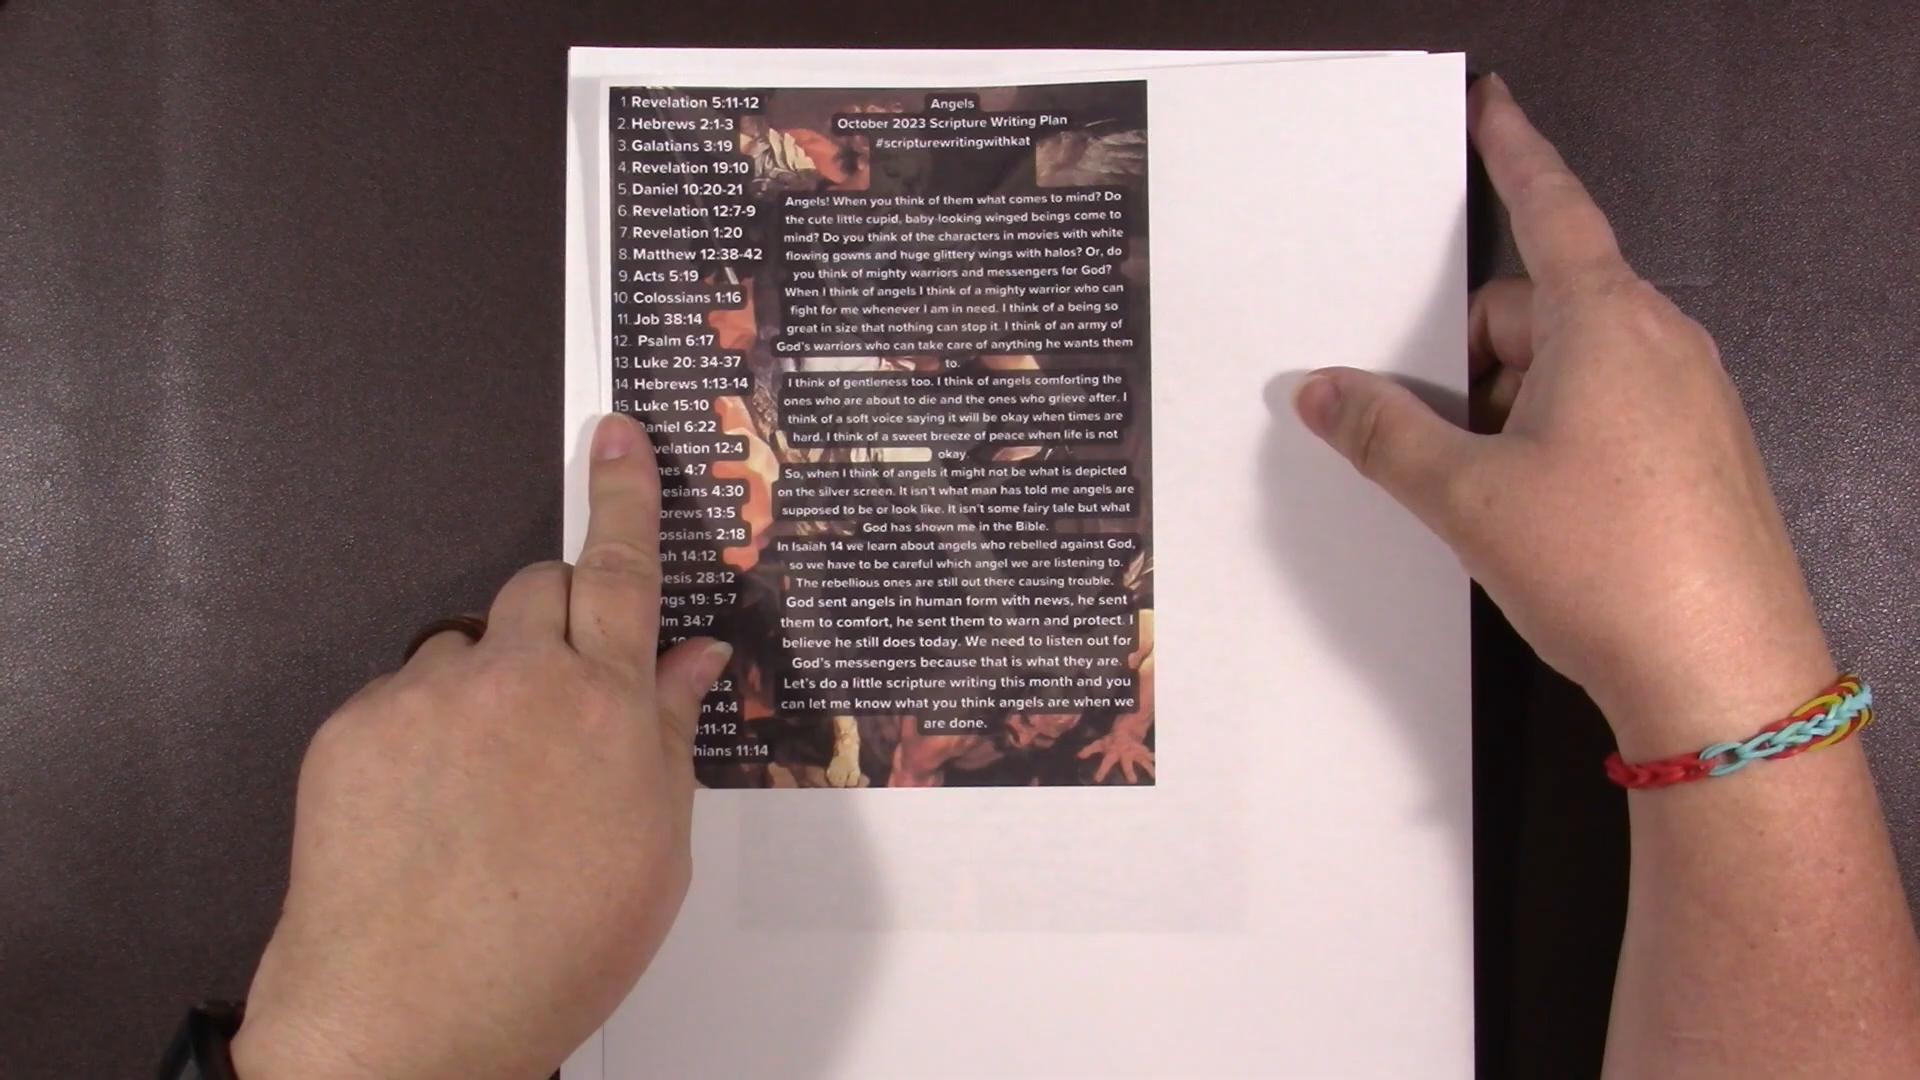 1. Revelation 5:11-12
2. Hebrews 2:1-3
3. Galatians 3:19
4. Revelation 19:10
5. Daniel 10:20-21
6. Revelation 12:7-9
7. Revelation 1:20
8. Matthew 12:38-42
9. Acts 5:19
10. Colossians 1:16
11. Job 38:14
12. Psalm 6:17
13. Luke 20: 34-37
14. Hebrews 1:13-14
15. Luke 15:10
aniel 6:22
velation 12:4
es 4:7
esians 4:30
brews 13:5
ossians 2:18
ah 14:12
esis 28:12
ngs 19: 5-7
lm 34:7
3:2
n 4:4
:11-12
hians 11:14
Angels
October 2023 Scripture Writing Plan
#scripturewritingwithkat
Angels! When you think of them what comes to mind? Do
the cute little cupid, baby-looking winged beings come to
mind? Do you think of the characters in movies with white
flowing gowns and huge glittery wings with halos? Or, do
you think of mighty warriors and messengers for God?
When I think of angels I think of a mighty warrior who can
fight for me whenever I am in need. I think of a being so
great in size that nothing can stop it. I think of an army of
God's warriors who can take care of anything he wants them
to.
I think of gentleness too. I think of angels comforting the
ones who are about to die and the ones who grieve after. I
think of a soft voice saying it will be okay when times are
hard. I think of a sweet breeze of peace when life is not
okay.
So, when I think of angels it might not be what is depicted
on the silver screen. It isn't what man has told me angels are
supposed to be or look like. It isn't some fairy tale but what
God has shown me in the Bible.
In Isaiah 14 we learn about angels who rebelled against God,
so we have to be careful which angel we are listening to.
The rebellious ones are still out there causing trouble.
God sent angels in human form with news, he sent
them to comfort, he sent them to warn and protect. I
believe he still does today. We need to listen out for
God's messengers because that is what they are.
Let's do a little scripture writing this month and you
can let me know what you think angels are when we
are done.